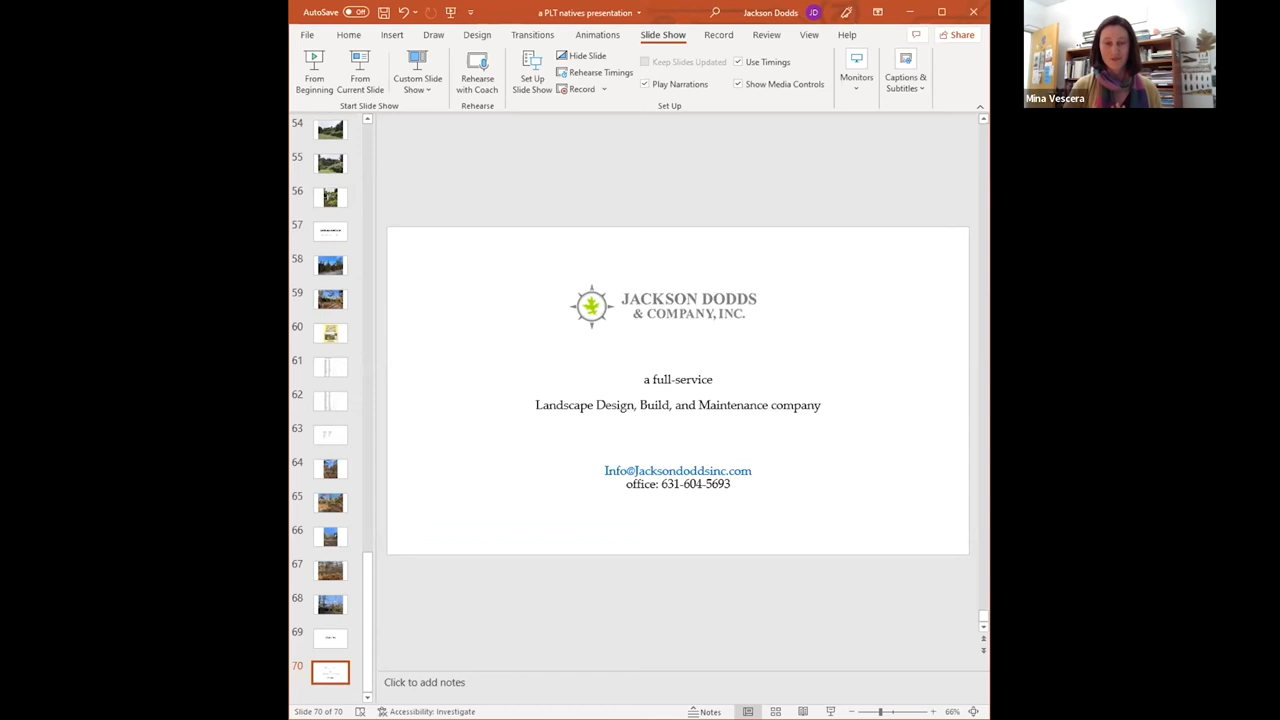 AutoSave Off
a PLT natives presentation
Jackson Dodds JD
File Home Insert Draw Design Transitions Animations Slide Show Record Review View Help Share
From Beginning
From Current Slide
Custom Slide Show
Rehearse with Coach
Set Up Slide Show
Hide Slide
Rehearse Timings
Record
Keep Slides Updated
Play Narrations
Use Timings
Show Media Controls
Monitors
Captions & Subtitles
Start Slide Show
Rehearse
Set Up
Mina Vescera
54
55
56
57
58
59
60
61
62
63
64
65
66
67
68
69
70
JACKSON DODDS
& COMPANY, INC.
a full-service
Landscape Design, Build, and Maintenance company
Info@Jacksondoddsinc.com
office: 631-604-5693
Click to add notes
Slide 70 of 70
Accessibility: Investigate
Notes
66%